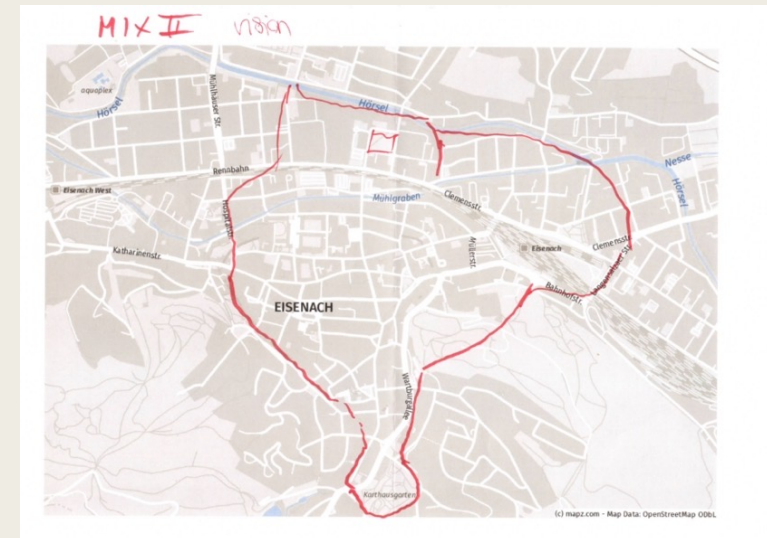 MIX II vision
aquaplex
Hörsel
Mühlhäuser Str.
Hörsel
Nesse
Hörsel
Rennbahn
Eisenach West
Mühlgraben
Clemensstr.
Katharinenstr.
Müllerstr.
Eisenach
Clemensstr.
Bahnhofstr.
EISENACH
Wartburgallee
Karthausgarten
(c) mapz.com - Map Data: OpenStreetMap ODbL